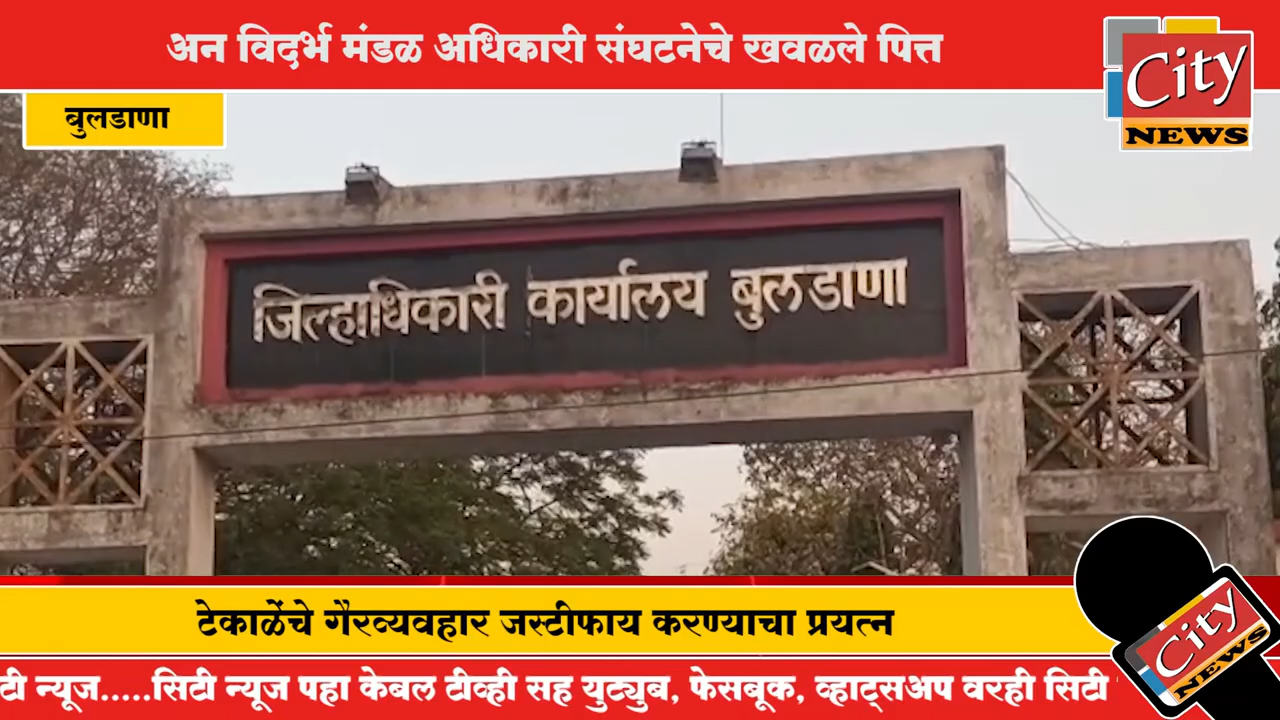 अन विदर्भ मंडळ अधिकारी संघटनेचे खवळले पित्त
City
NEWS
बुलडाणा
जिल्हाधिकारी कार्यालय बुलडाणा
टेकाळेंचे गैरव्यवहार जस्टीफाय करण्याचा प्रयत्न
City
NEWS
टी न्यूज.....सिटी न्यूज पहा केबल टीव्ही सह युट्युब, फेसबूक, व्हाट्सअप वरही सिटी